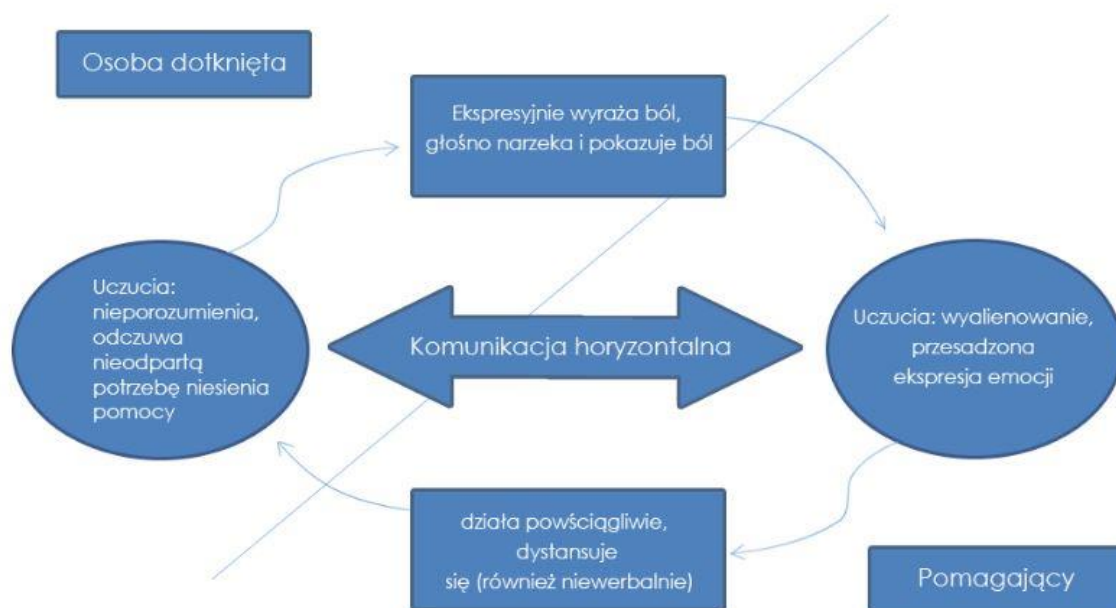 Osoba dotknięta
Ekspresyjnie wyraża ból,
głośno narzeka i pokazuje ból
Uczucia:
nieporozumienia,
odczuwa
nieodpartą
potrzebę niesienia
pomocy
Komunikacja horyzontalna
Uczucia: wyalienowanie,
przesadzona
ekspresja emocji
działa powściągliwie,
dystansuje
się (również niewerbalnie)
Pomagający